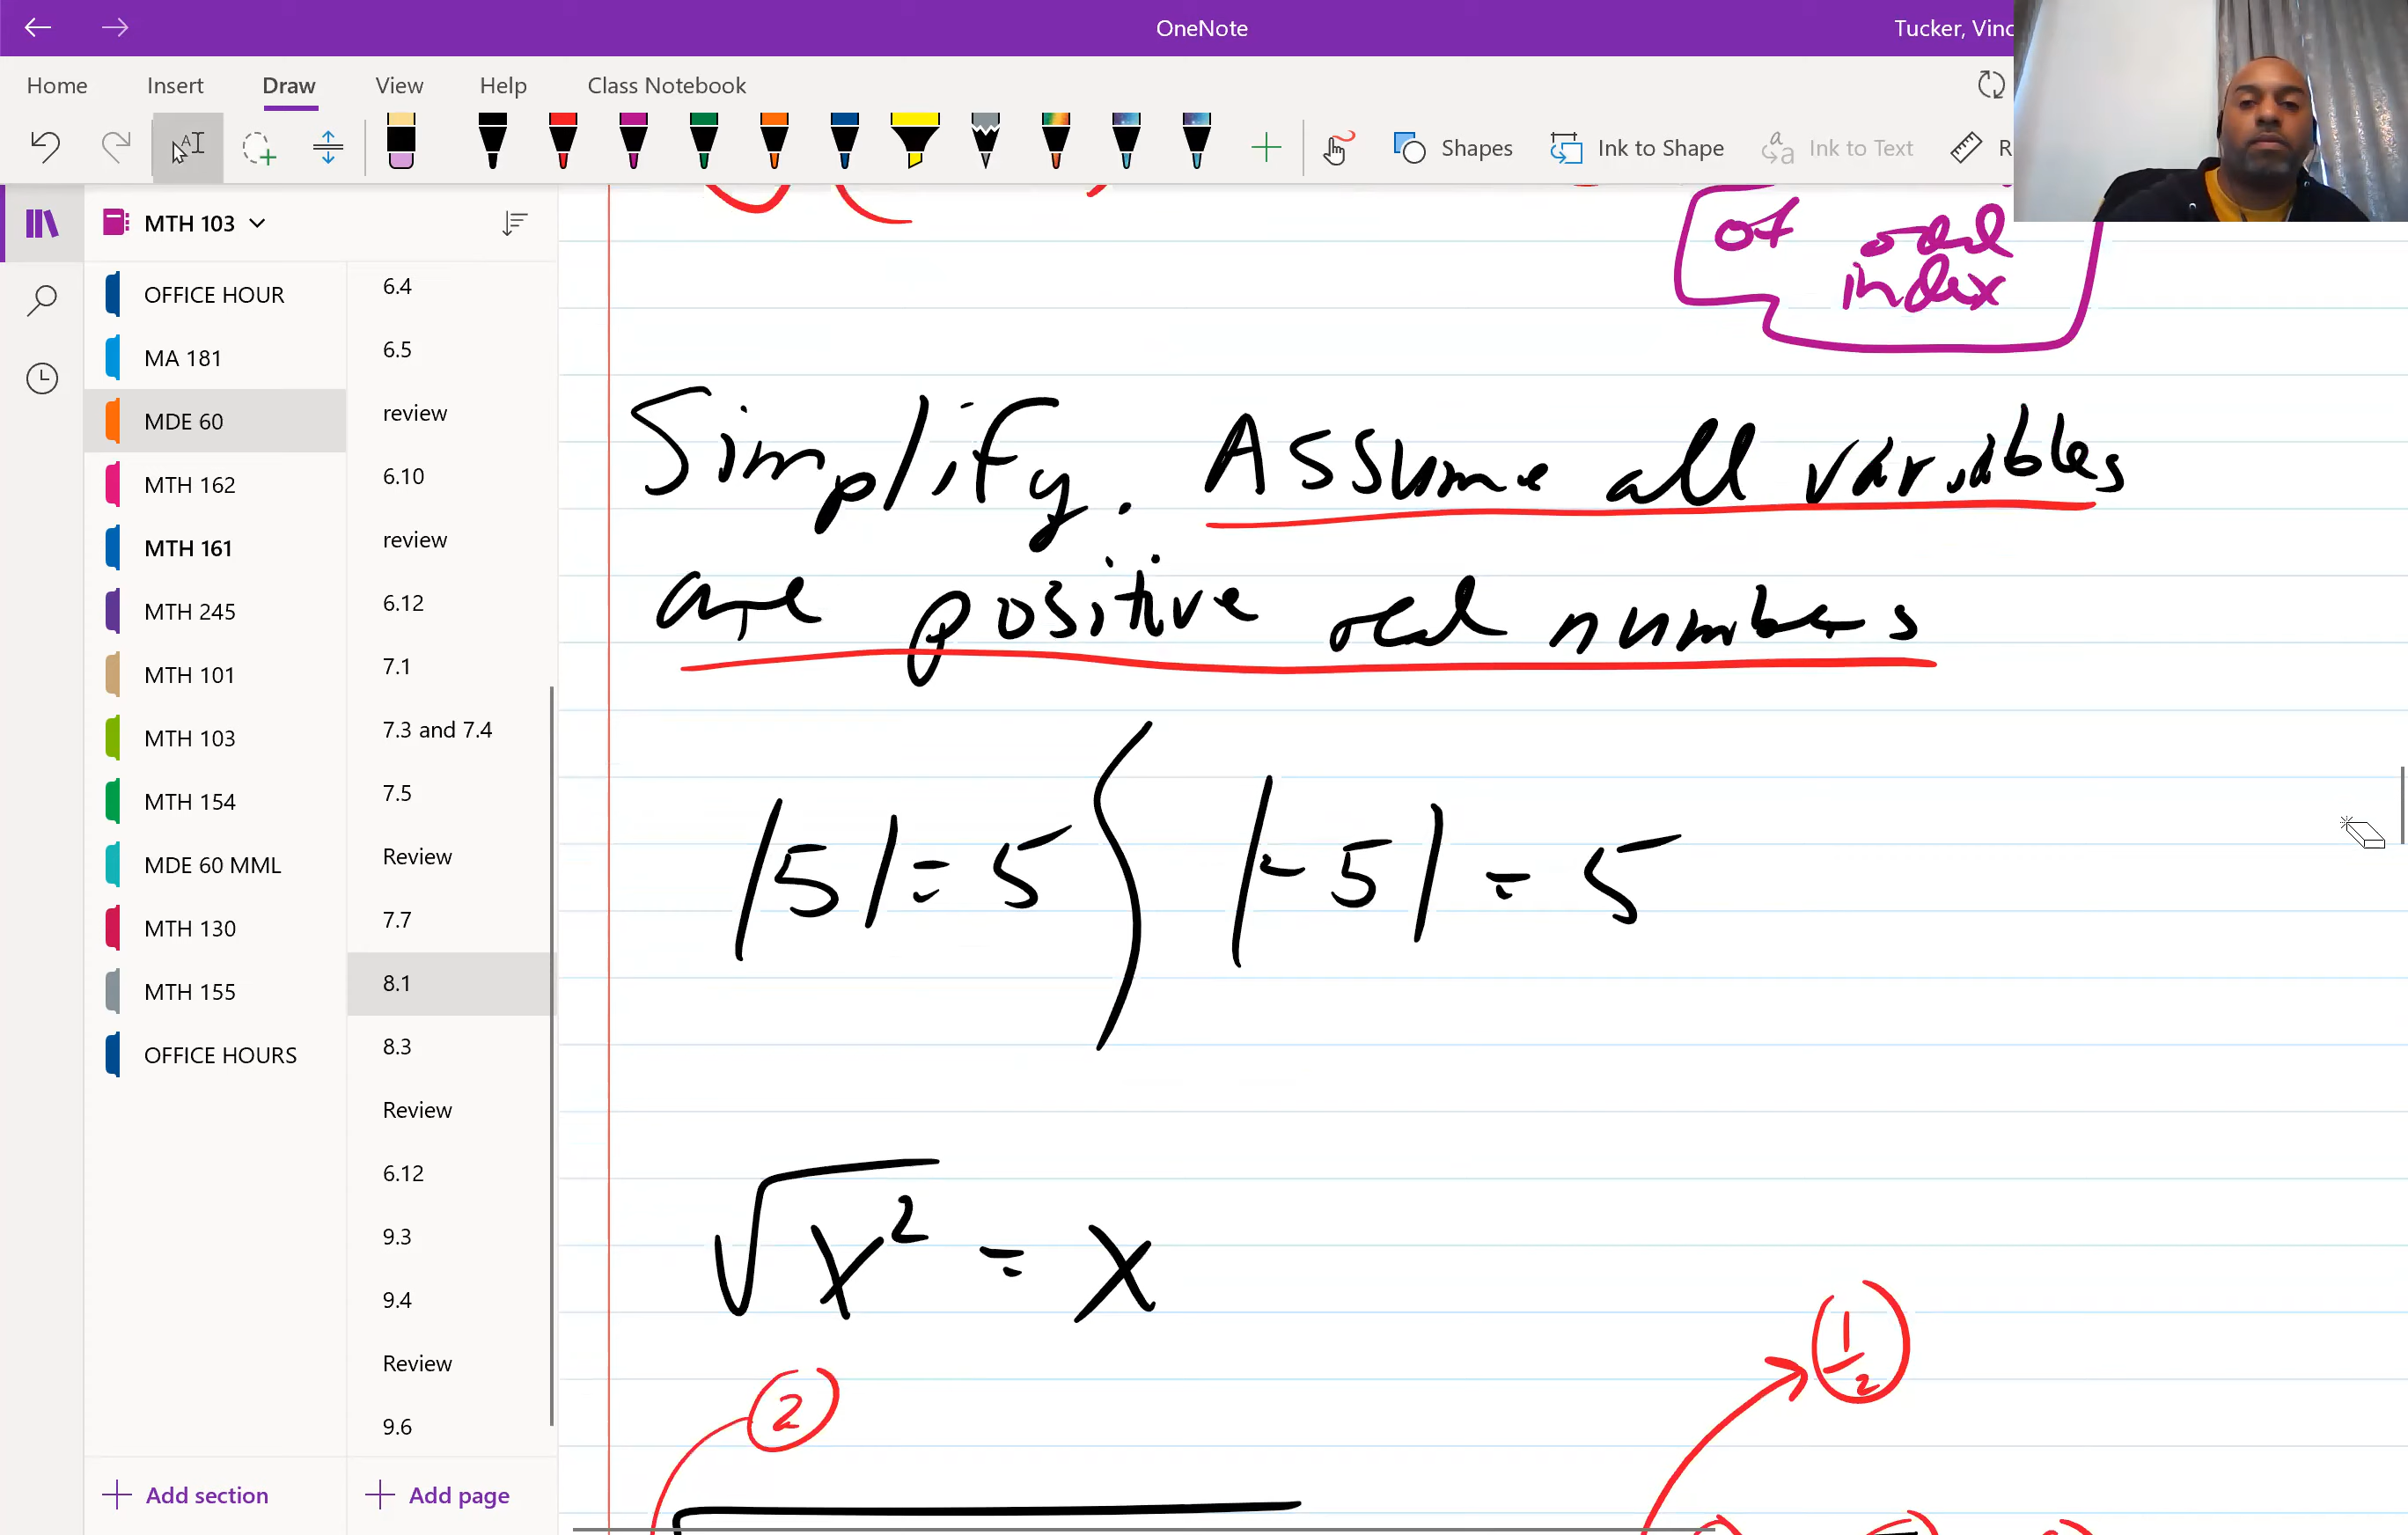 OneNote
Tucker, Vinc
Home Insert Draw View Help Class Notebook
Shapes Ink to Shape Ink to Text R
MTH 103
OFFICE HOUR
MA 181
MDE 60
MTH 162
MTH 161
MTH 245
MTH 101
MTH 103
MTH 154
MDE 60 MML
MTH 130
MTH 155
OFFICE HOURS
Add section
6.4
6.5
review
6.10
review
6.12
7.1
7.3 and 7.4
7.5
Review
7.7
8.1
8.3
Review
6.12
9.3
9.4
Review
9.6
Add page
of odd
index
Simplify. Assume all variables
are positive real numbers
|5| = 5 |-5| = 5
√x² = x
2
1/2